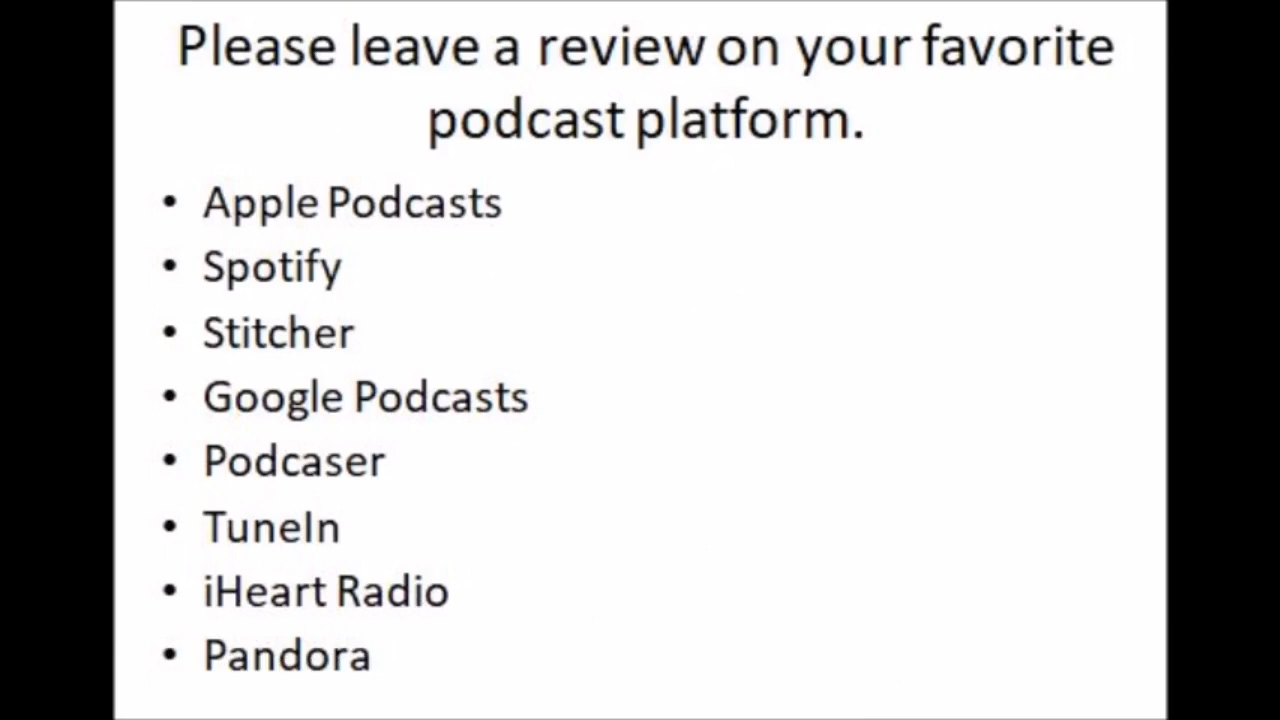 Please leave a review on your favorite
podcast platform.
• Apple Podcasts
• Spotify
• Stitcher
• Google Podcasts
• Podcaser
• TuneIn
• iHeart Radio
• Pandora